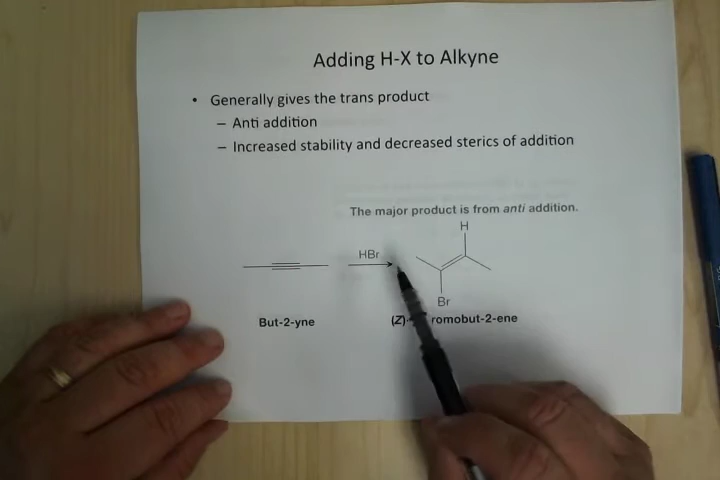 Adding H-X to Alkyne
• Generally gives the trans product
– Anti addition
– Increased stability and decreased sterics of addition
The major product is from anti addition.
H
HBr
Br
But-2-yne
(Z)- romobut-2-ene